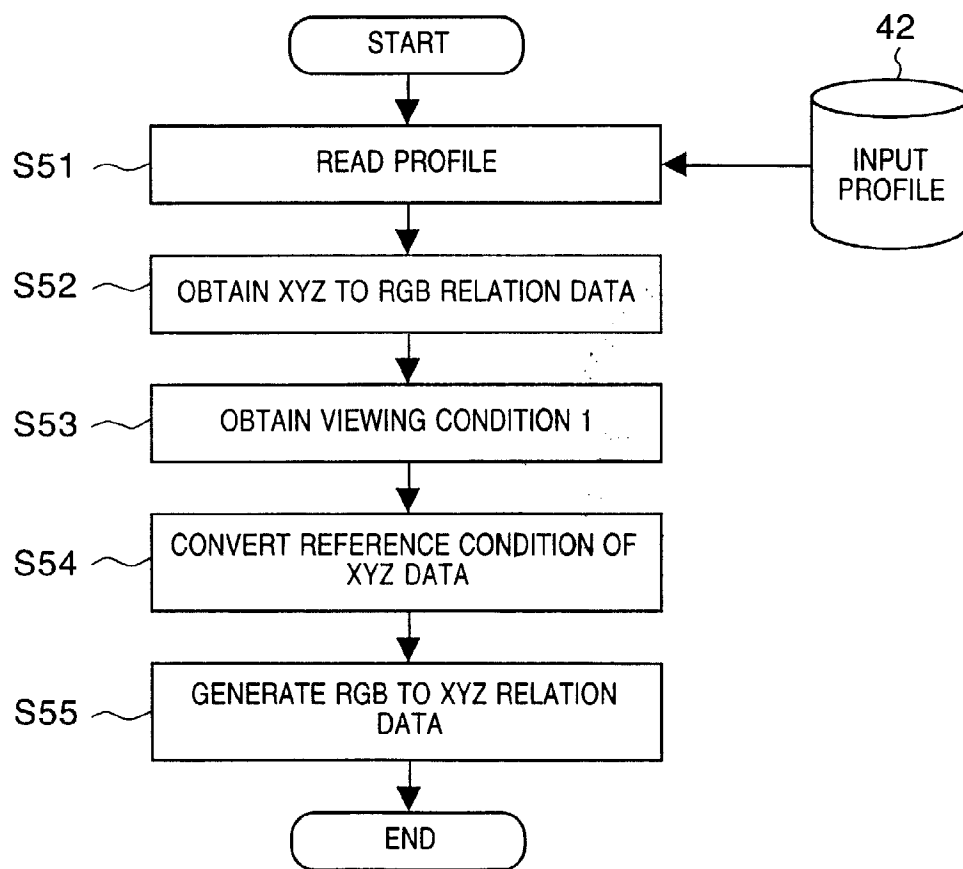 START
42
S51
READ PROFILE
INPUT
PROFILE
S52
OBTAIN XYZ TO RGB RELATION DATA
S53
OBTAIN VIEWING CONDITION 1
S54
CONVERT REFERENCE CONDITION OF
XYZ DATA
S55
GENERATE RGB TO XYZ RELATION
DATA
END